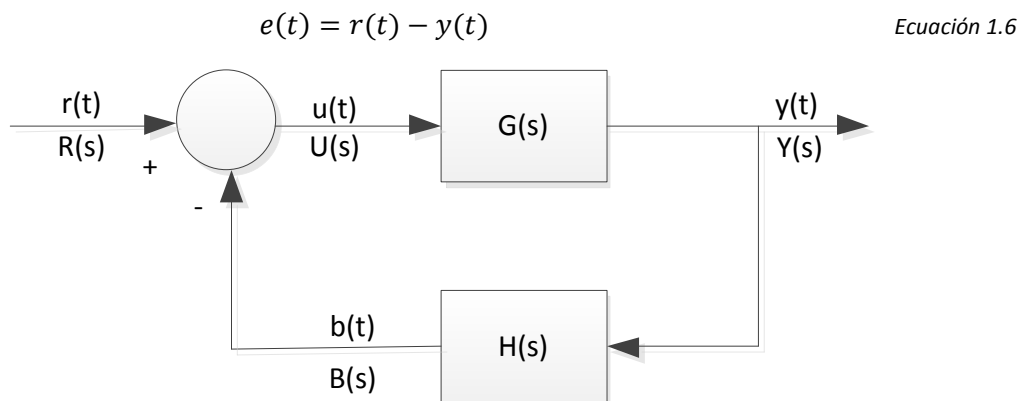 e(t) = r(t) − y(t)
Ecuación 1.6
r(t)
R(s)
+
-
u(t)
U(s)
G(s)
y(t)
Y(s)
b(t)
B(s)
H(s)